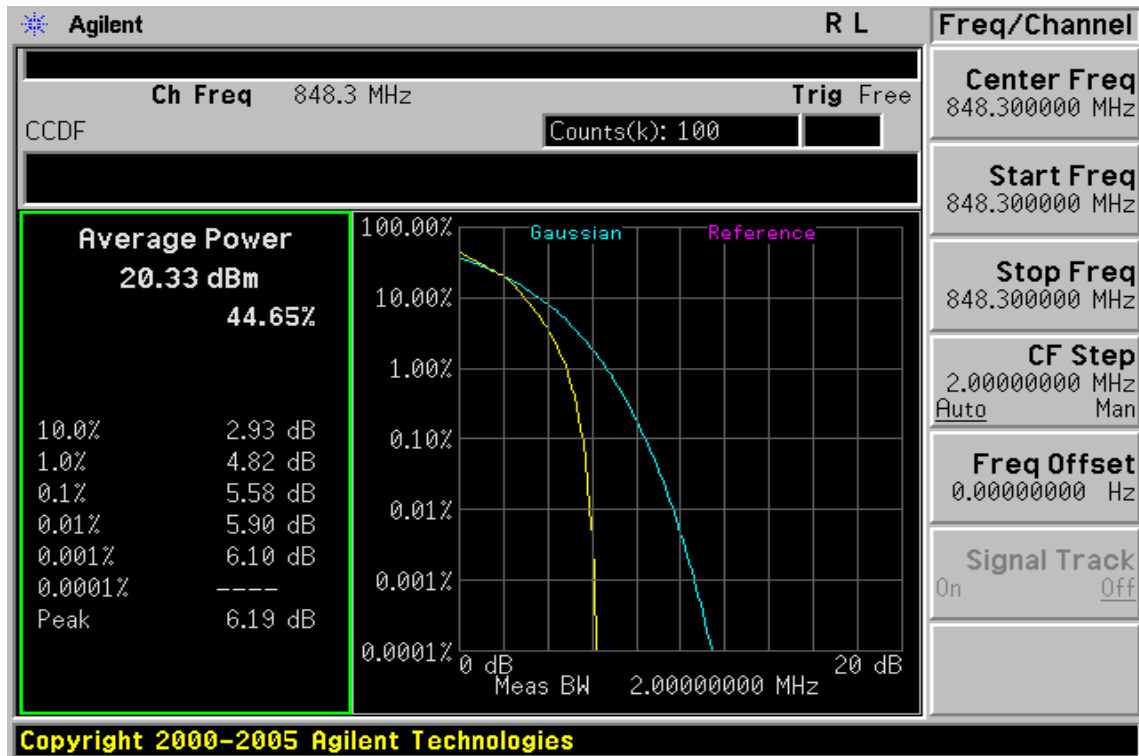 Agilent
R L
Ch Freq 848.3 MHz
Trig Free
CCDF
Counts(k): 100
Average Power
20.33 dBm
44.65%
10.0% 2.93 dB
1.0% 4.82 dB
0.1% 5.58 dB
0.01% 5.90 dB
0.001% 6.10 dB
0.0001% ----
Peak 6.19 dB
Gaussian
Reference
100.00%
10.00%
1.00%
0.10%
0.01%
0.001%
0.0001%
0 dB
20 dB
Meas BW 2.00000000 MHz
Freq/Channel
Center Freq
848.300000 MHz
Start Freq
848.300000 MHz
Stop Freq
848.300000 MHz
CF Step
2.00000000 MHz
Auto Man
Freq Offset
0.00000000 Hz
Signal Track
On Off
Copyright 2000-2005 Agilent Technologies